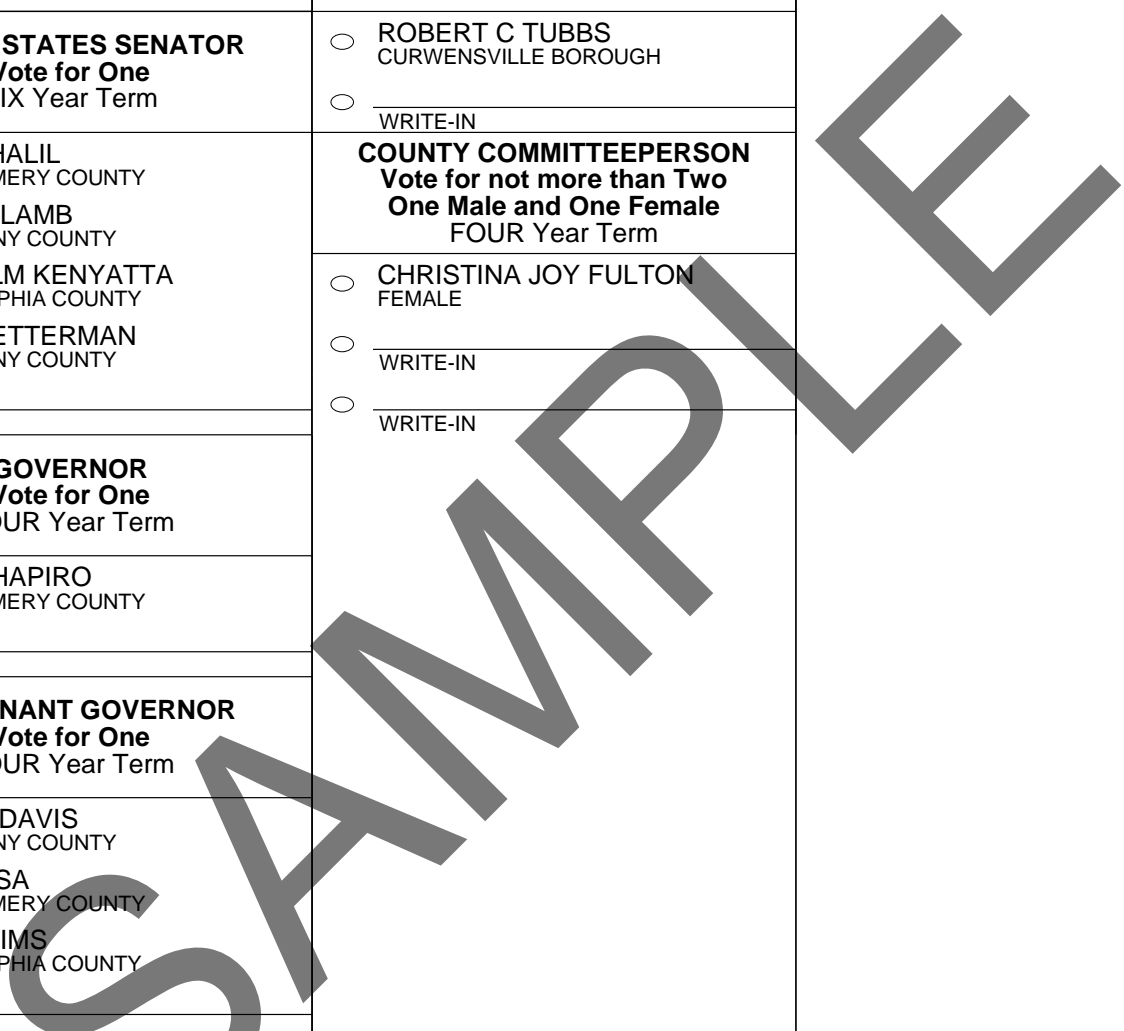 STATES SENATOR
Vote for One
IX Year Term
HALIL
MERY COUNTY
LAMB
NY COUNTY
LM KENYATTA
PHIA COUNTY
ETTERMAN
NY COUNTY
GOVERNOR
Vote for One
OUR Year Term
HAPIRO
MERY COUNTY
NANT GOVERNOR
Vote for One
OUR Year Term
DAVIS
NY COUNTY
SA
MERY COUNTY
IMS
PHIA COUNTY
ROBERT C TUBBS
CURWENSVILLE BOROUGH
WRITE-IN
COUNTY COMMITTEEPERSON
Vote for not more than Two
One Male and One Female
FOUR Year Term
CHRISTINA JOY FULTON
FEMALE
WRITE-IN
WRITE-IN
SAMPLE